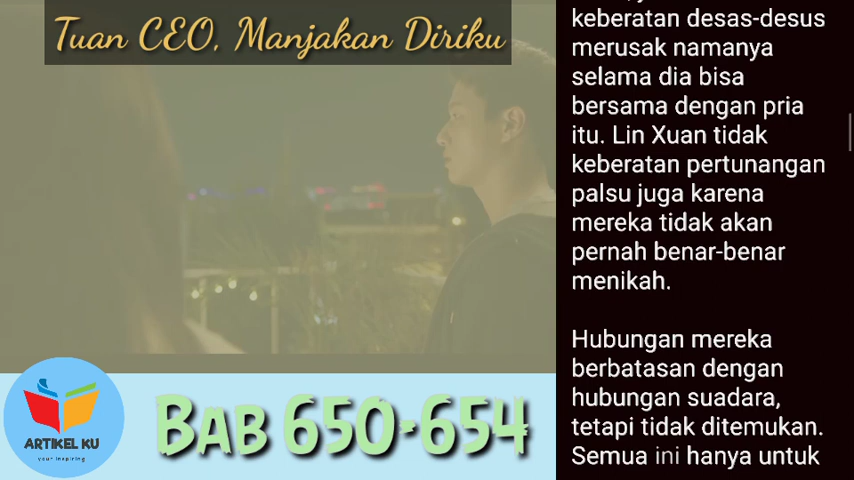 Tuan CEO, Manjakan Diriku
ARTIKEL KU
your inspiring
BAB 650-654
keberatan desas-desus
merusak namanya
selama dia bisa
bersama dengan pria
itu. Lin Xuan tidak
keberatan pertunangan
palsu juga karena
mereka tidak akan
pernah benar-benar
menikah.
Hubungan mereka
berbatasan dengan
hubungan suadara,
tetapi tidak ditemukan.
Semua ini hanya untuk